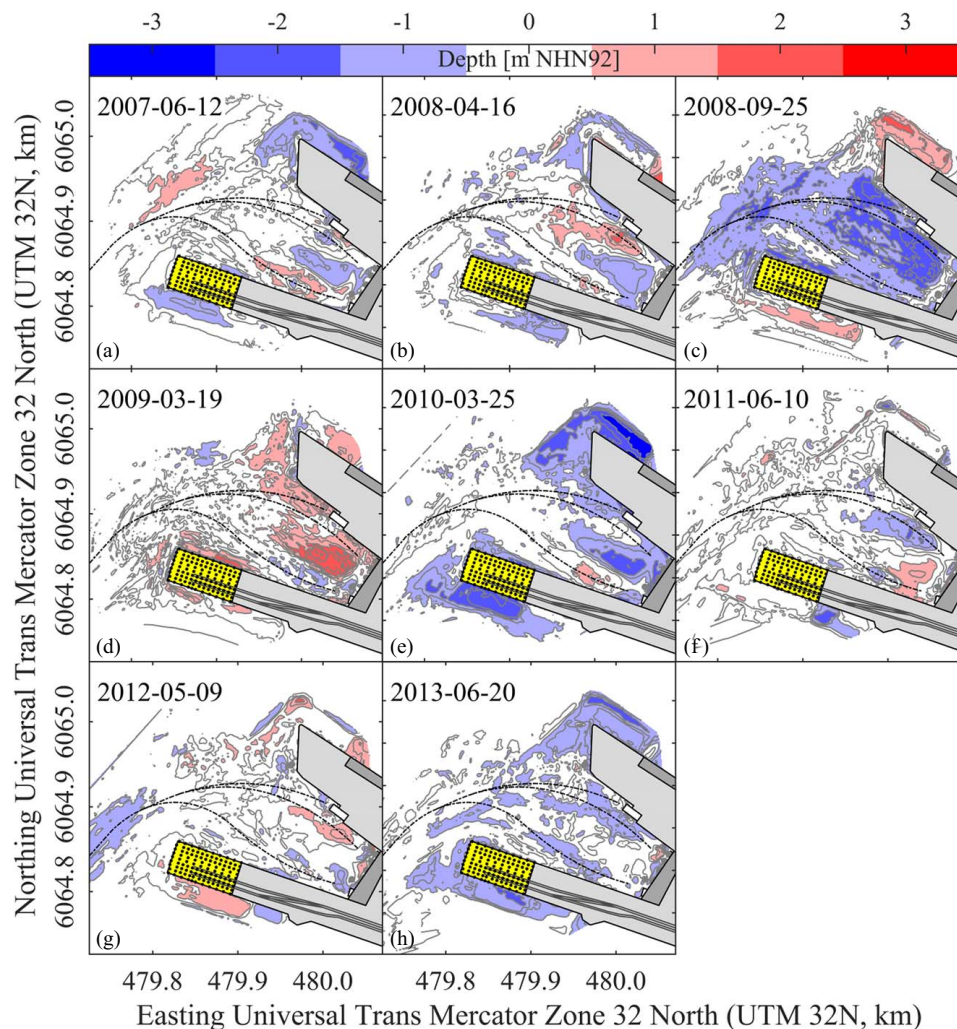 -3 -2 -1 0 1 2 3
Depth [m NHN92]
2007-06-12
2008-04-16
2008-09-25
6065.0
6064.9
6064.8
(a)
(b)
(c)
2009-03-19
2010-03-25
2011-06-10
6065.0
6064.9
6064.8
(d)
(e)
(f)
2012-05-09
2013-06-20
6065.0
6064.9
6064.8
(g)
(h)
Northing Universal Trans Mercator Zone 32 North (UTM 32N, km)
479.8 479.9 480.0 479.8 479.9 480.0
Easting Universal Trans Mercator Zone 32 North (UTM 32N, km)